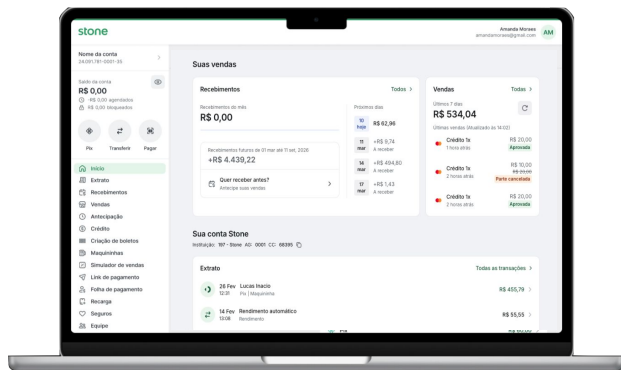 stone
Amanda Moraes
amandamoraes@gmail.com
AM
Nome da conta
24.091.791-0001-35
Saldo da conta
R$ 0,00
-R$ 0,00 agendados
R$ 0,00 bloqueados
Pix
Transferir
Pagar
Início
Extrato
Recebimentos
Vendas
Antecipação
Crédito
Criação de boletos
Maquininhas
Simulador de vendas
Link de pagamento
Folha de pagamento
Recarga
Seguros
Equipe
Suas vendas
Recebimentos
Todos
Recebimentos do mês
R$ 0,00
Recebimentos futuros de 01 mar até 11 set, 2026
+R$ 4.439,22
Quer receber antes?
Antecipe suas vendas
Próximos dias
10 hoje
R$ 62,96
11 mar
+R$ 9,74
A receber
14 mar
+R$ 494,80
A receber
17 mar
+R$ 1,43
A receber
Vendas
Todas
Últimos 7 dias
R$ 534,04
Últimas vendas (Atualizado às 14:02)
Crédito 1x
1 hora atrás
R$ 20,00
Aprovada
Crédito 1x
2 horas atrás
R$ 10,00
R$ 20,00
Parte cancelada
Crédito 1x
2 horas atrás
R$ 20,00
Aprovada
Sua conta Stone
Instituição: 197 - Stone AG: 0001 CC: 68395
Extrato
Todas as transações
26 Fev
12:31
Lucas Inacio
Pix | Maquininha
R$ 455,79
14 Fev
13:08
Rendimento automático
Rendimento
R$ 55,55